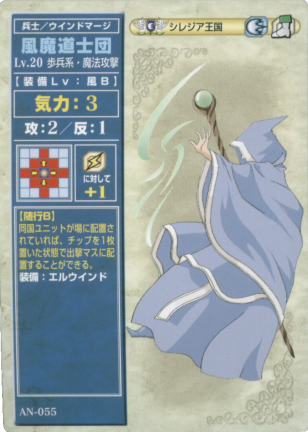 兵士／ウインドマージ
シレジア王国
風魔道士団
Lv.20 歩兵系・魔法攻撃
【装備Lv：風B】
気力：3
攻：2／反：1
に対して
+1
【随行B】
同国ユニットが場に配置
されていれば、チップを1枚
置いた状態で出撃マスに配
置することができる。
装備：エルウインド
AN-055